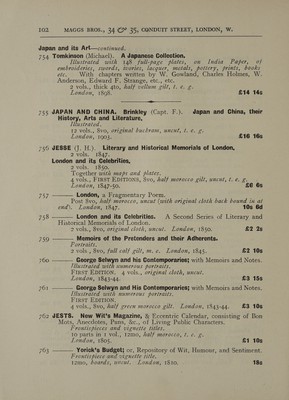 102 MAGGS BROS., 34 & 35, CONDUIT STREET, LONDON, W.
Japan and its Art—continued.
754 Tomkinson (Michael). A Japanese Collection.
Illustrated with 148 full-page plates, on India Paper, of
embroideries, swords, ivories, lacquer, metals, pottery, prints, books
etc. With chapters written by W. Gowland, Charles Holmes, W.
Anderson, Edward F. Strange, etc., etc.
2 vols., thick 4to, half vellum gilt, t. e. g.
London, 1898. £14 14s
755 JAPAN AND CHINA. Brinkley (Capt. F.). Japan and China, their
History, Arts and Literature,
Illustrated.
12 vols., 8vo, original buckram, uncut, t. e. g.
London, 1905. £16 16s
756 JESSE (J. H.). Literary and Historical Memorials of London,
2 vols. 1847.
London and its Celebrities,
2 vols. 1850.
Together with maps and plates.
4 vols., FIRST EDITIONS, 8vo, half morocco gilt, uncut, t. e. g.
London, 1847-50. £6 6s
757 ——— London, a Fragmentary Poem.
Post 8vo, half morocco, uncut (with original cloth back bound in at
end). London, 1847. 10s 6d
758 ——— London and its Celebrities. A Second Series of Literary and
Historical Memorials of London.
2 vols., 8vo, original cloth, uncut. London, 1850. £2 2s
759 ——— Memoirs of the Pretenders and their Adherents.
Portraits.
2 vols., 8vo, full calf gilt, m. e. London, 1845. £2 10s
760 ——— George Selwyn and his Contemporaries; with Memoirs and Notes.
Illustrated with numerous portraits.
FIRST EDITION. 4 vols., original cloth, uncut.
London, 1843-44. £3 15s
761 ——— George Selwyn and His Contemporaries; with Memoirs and Notes.
Illustrated with numerous portraits.
FIRST EDITION.
4 vols., 8vo, half green morocco gilt. London, 1843-44. £3 10s
762 JESTS. New Wit's Magazine, & Eccentric Calendar, consisting of Bon
Mots, Anecdotes, Puns, &c., of Living Public Characters.
Frontispieces and vignette titles.
10 parts in 1 vol., 12mo, half morocco, t. e. g.
London, 1805. £1 10s
763 ——— Yorick's Budget; or, Repository of Wit, Humour, and Sentiment.
Frontispiece and vignette title.
12mo, boards, uncut. London, 1810. 18s